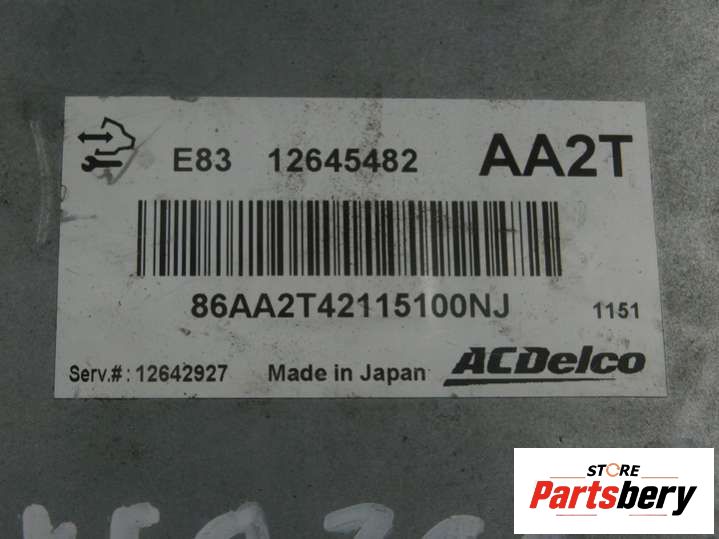 E83 12645482 AA2T
86AA2T42115100NJ 1151
Serv.#: 12642927 Made in Japan ACDelco
STORE
Partsbery